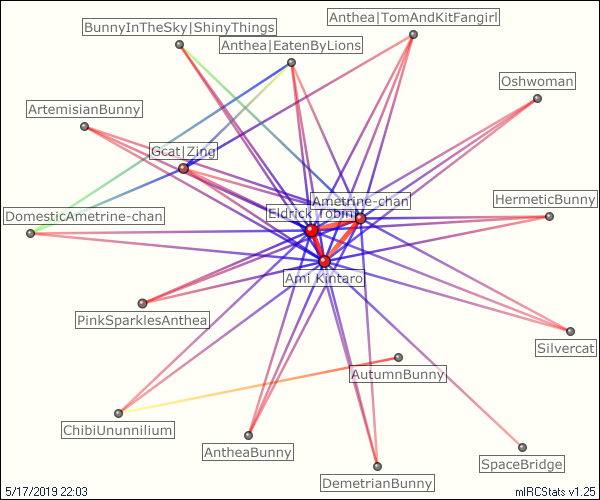 BunnyInTheSky|ShinyThings
Anthea|TomAndKitFangirl
Anthea|EatenByLions
Oshwoman
ArtemisianBunny
Gcat|Zing
Ametrine-chan
HermeticBunny
Eldrick Tobin
DomesticAmetrine-chan
Ami Kintaro
PinkSparklesAnthea
Silvercat
AutumnBunny
ChibiUnunnilium
AntheaBunny
SpaceBridge
DemetrianBunny
5/17/2019 22:03
mIRCStats v1.25